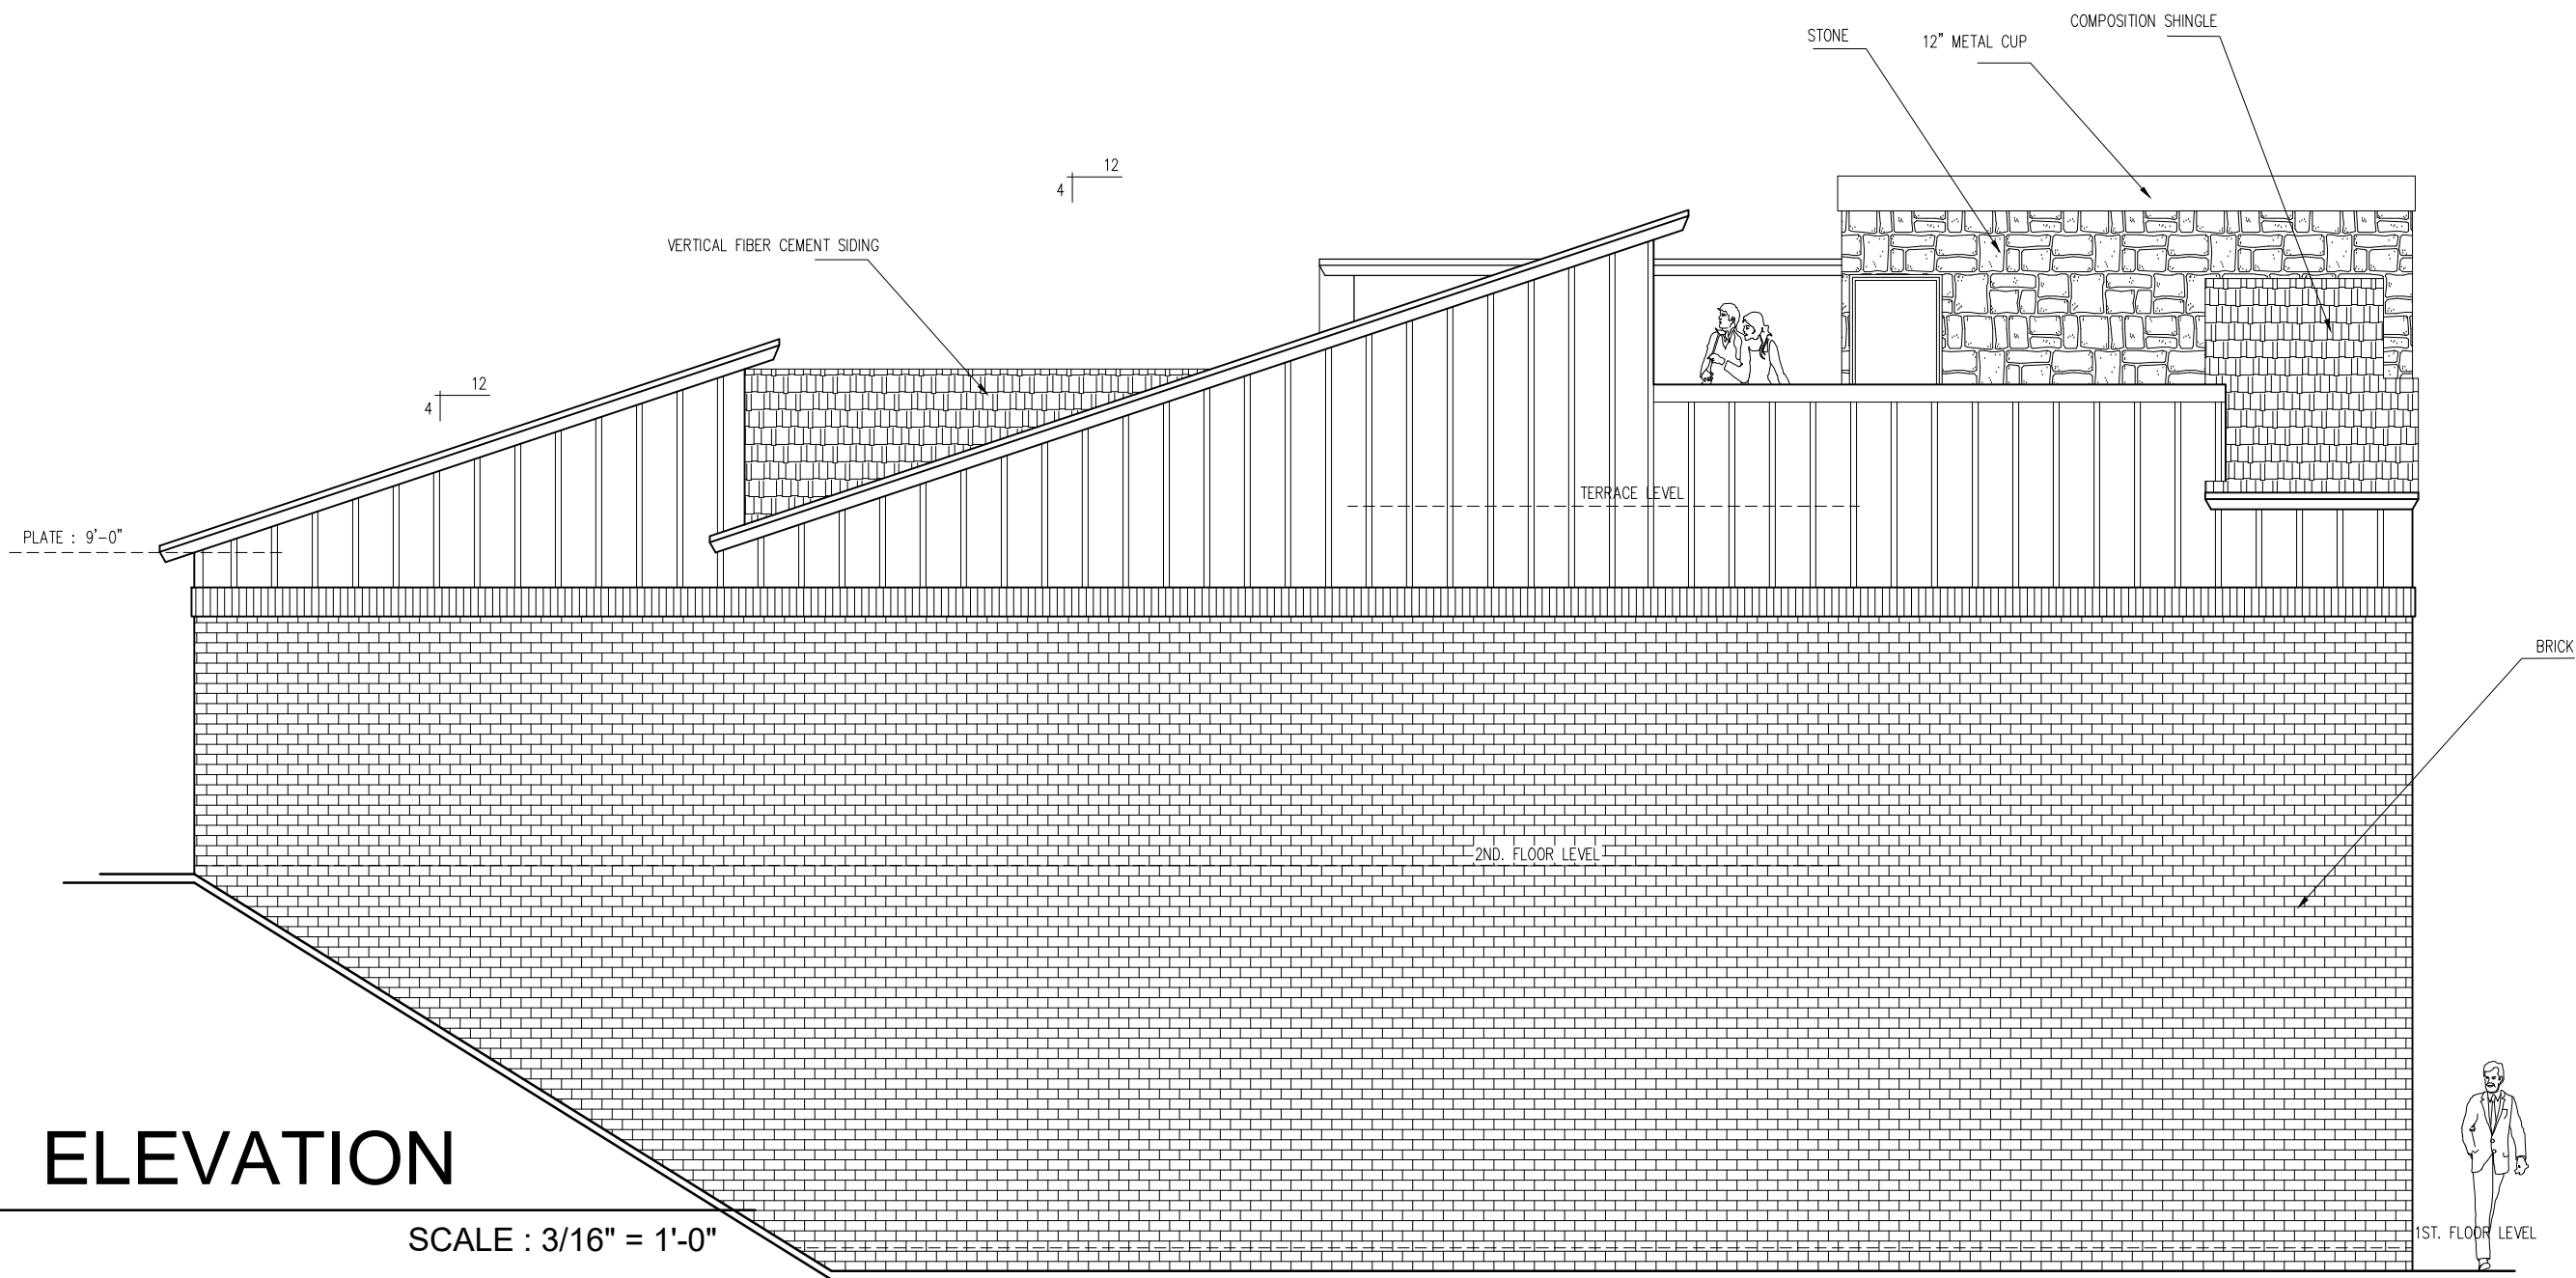 COMPOSITION SHINGLE
STONE
12" METAL CUP
12
4
VERTICAL FIBER CEMENT SIDING
12
4
TERRACE LEVEL
PLATE : 9'-0"
BRICK
2ND. FLOOR LEVEL
ELEVATION
1ST. FLOOR LEVEL
SCALE : 3/16" = 1'-0"